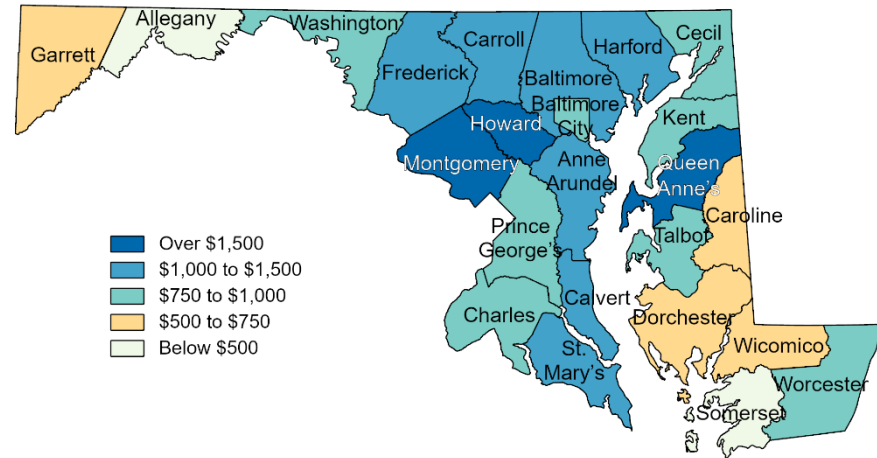 Allegany
Washington
Garrett
Frederick
Carroll
Harford
Cecil
Baltimore
Baltimore
City
Howard
Kent
Montgomery
Anne
Arundel
Queen
Anne's
Caroline
Prince
George's
Talbot
Over $1,500
$1,000 to $1,500
$750 to $1,000
$500 to $750
Below $500
Charles
Calvert
Dorchester
St.
Mary's
Wicomico
Worcester
Somerset